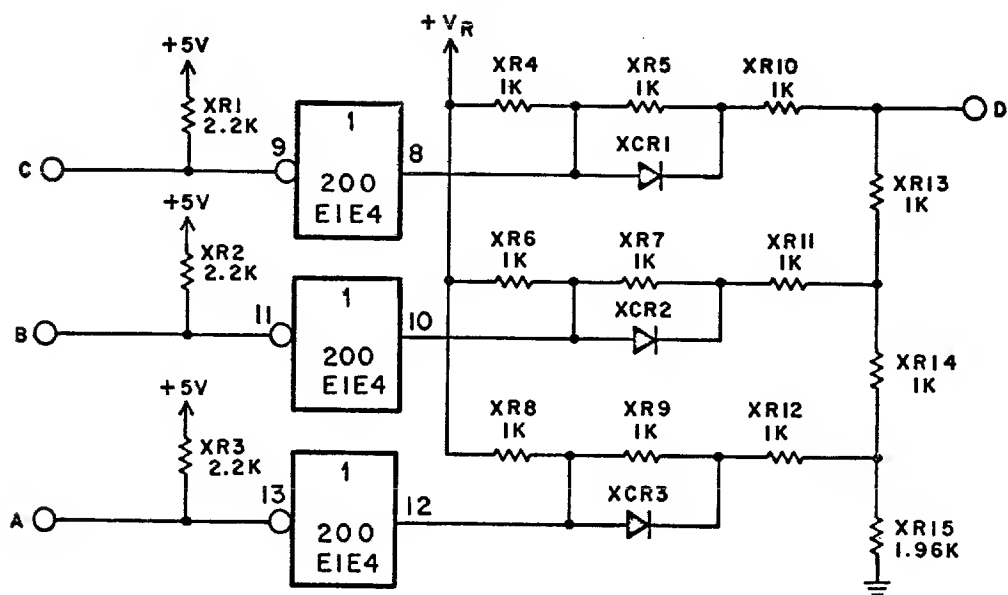 +VR
+5V
XR1
2.2K
C
9
1
200
E1E4
8
XR4
1K
XR5
1K
XR10
1K
D
XCR1
XR13
1K
+5V
XR2
2.2K
B
11
1
200
E1E4
10
XR6
1K
XR7
1K
XR11
1K
XCR2
XR14
1K
+5V
XR3
2.2K
A
13
1
200
E1E4
12
XR8
1K
XR9
1K
XR12
1K
XCR3
XR15
1.96K